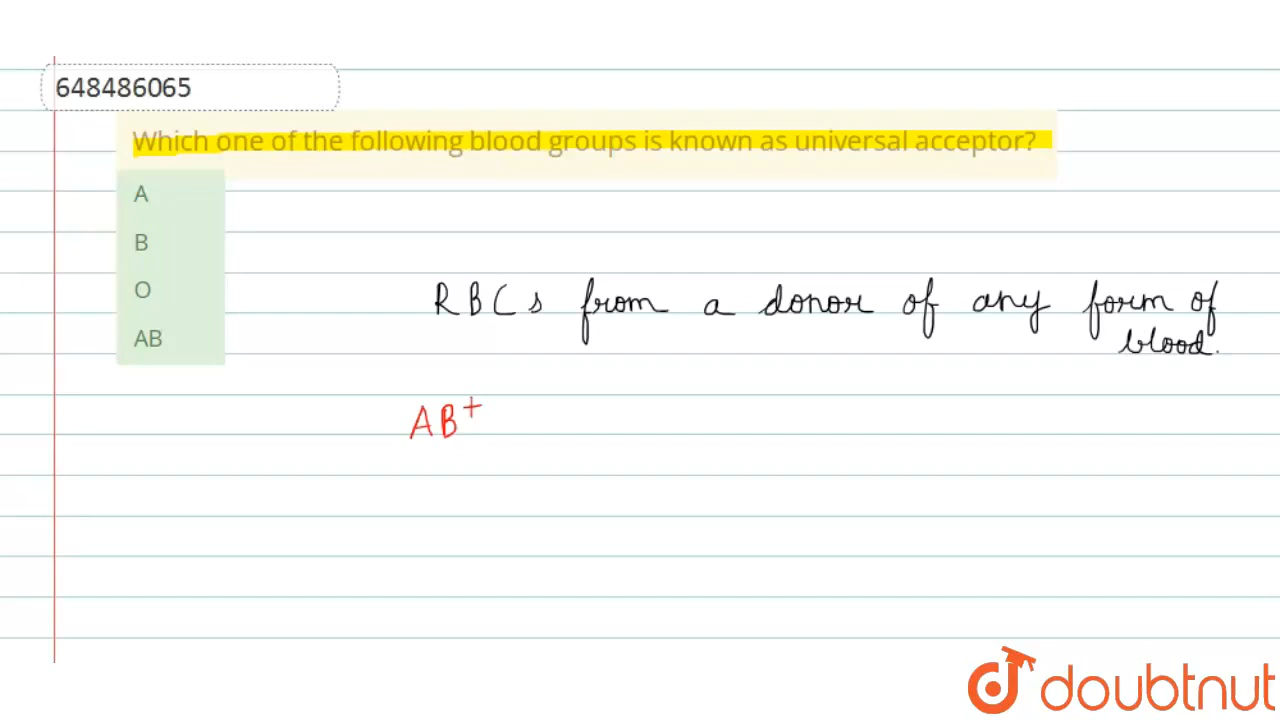 648486065
Which one of the following blood groups is known as universal acceptor?
A
B
O
AB
RBCs from a donor of any form of
blood.
AB+
doubtnut